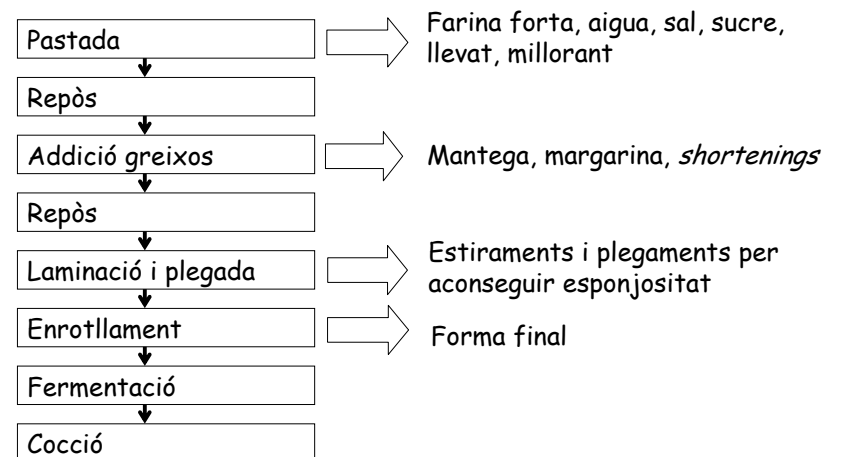 Pastada
Farina forta, aigua, sal, sucre,
llevat, millorant
Repòs
Addició greixos
Mantega, margarina, shortenings
Repòs
Laminació i plegada
Estiraments i plegaments per
aconseguir esponjositat
Enrotllament
Forma final
Fermentació
Cocció